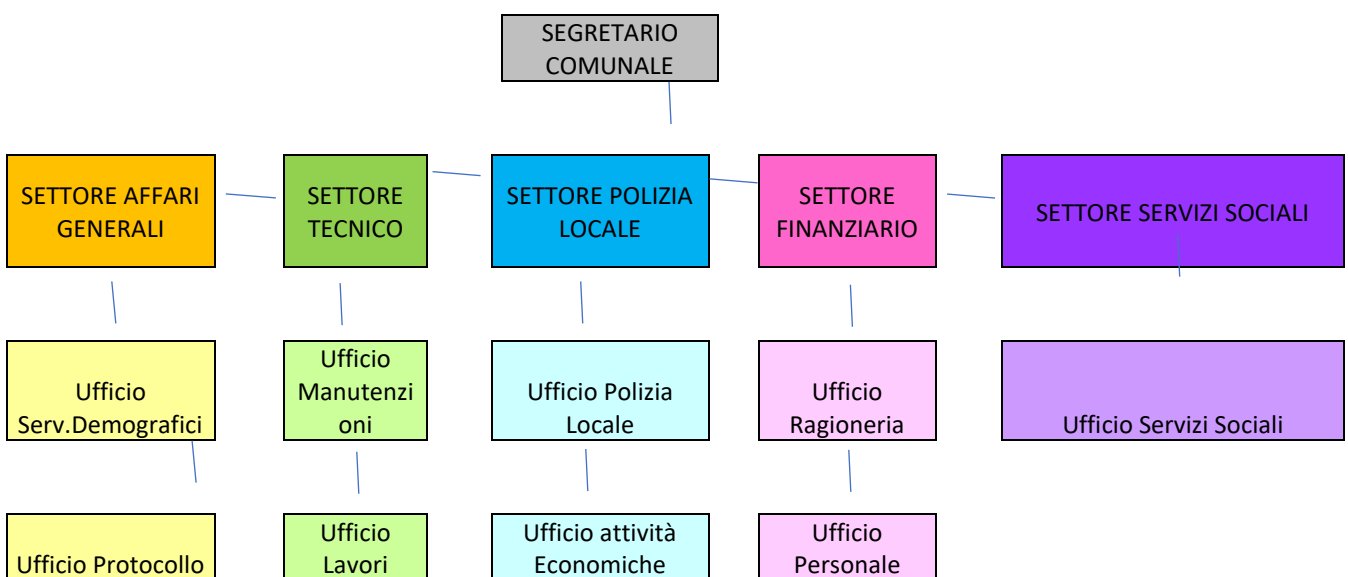 SEGRETARIO
COMUNALE
SETTORE AFFARI
GENERALI
SETTORE
TECNICO
SETTORE POLIZIA
LOCALE
SETTORE
FINANZIARIO
SETTORE SERVIZI SOCIALI
Ufficio
Serv.Demografici
Ufficio
Manutenzi
oni
Ufficio Polizia
Locale
Ufficio
Ragioneria
Ufficio Servizi Sociali
Ufficio Protocollo
Ufficio
Lavori
Ufficio attività
Economiche
Ufficio
Personale